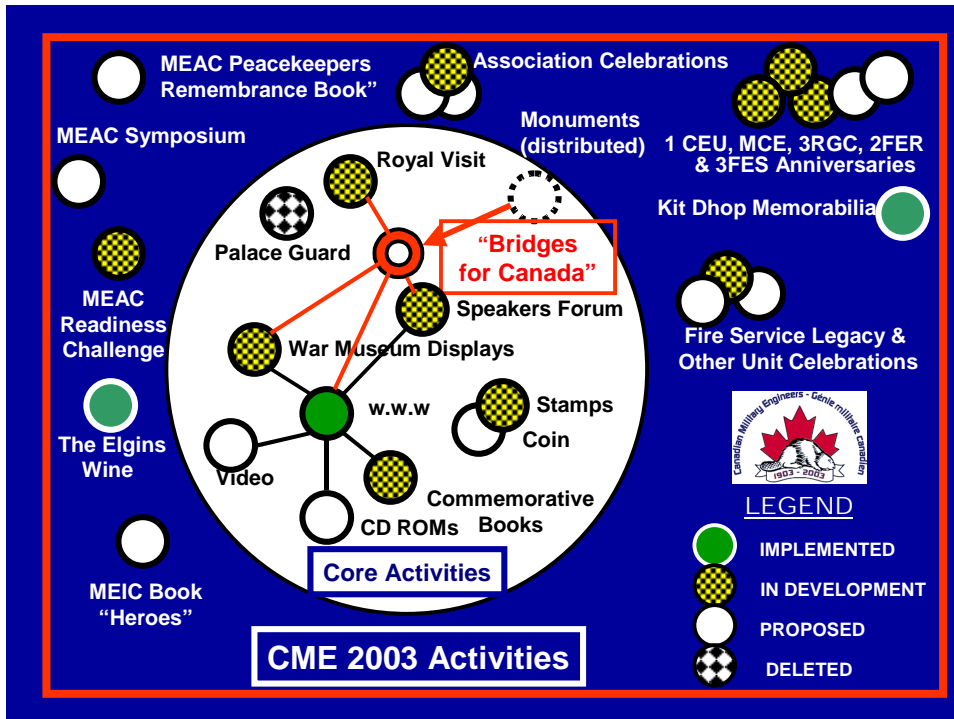 MEAC Peacekeepers
Remembrance Book”
Association Celebrations
MEAC Symposium
Monuments
(distributed)
1 CEU, MCE, 3RGC, 2FER
& 3FES Anniversaries
Royal Visit
Kit Dhop Memorabilia
Palace Guard
“Bridges
for Canada”
MEAC
Readiness
Challenge
Speakers Forum
War Museum Displays
Fire Service Legacy &
Other Unit Celebrations
w.w.w
Stamps
Coin
The Elgins
Wine
Video
Commemorative
Books
CD ROMs
Canadian Military Engineers - Génie militaire canadien
1903 - 2003
LEGEND
IMPLEMENTED
IN DEVELOPMENT
PROPOSED
DELETED
MEIC Book
“Heroes”
Core Activities
CME 2003 Activities